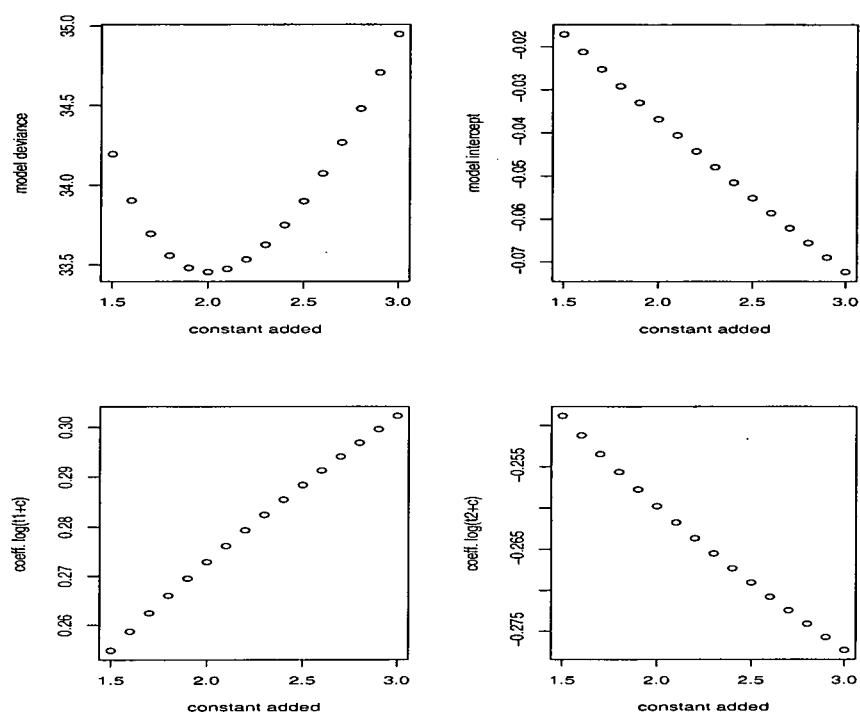 model deviance
35.0
34.5
34.0
33.5
1.5 2.0 2.5 3.0
constant added
model intercept
-0.02
-0.03
-0.04
-0.05
-0.06
-0.07
1.5 2.0 2.5 3.0
constant added
coeff. log(t1+c)
0.30
0.29
0.28
0.27
0.26
1.5 2.0 2.5 3.0
constant added
coeff. log(t2+c)
-0.255
-0.265
-0.275
1.5 2.0 2.5 3.0
constant added